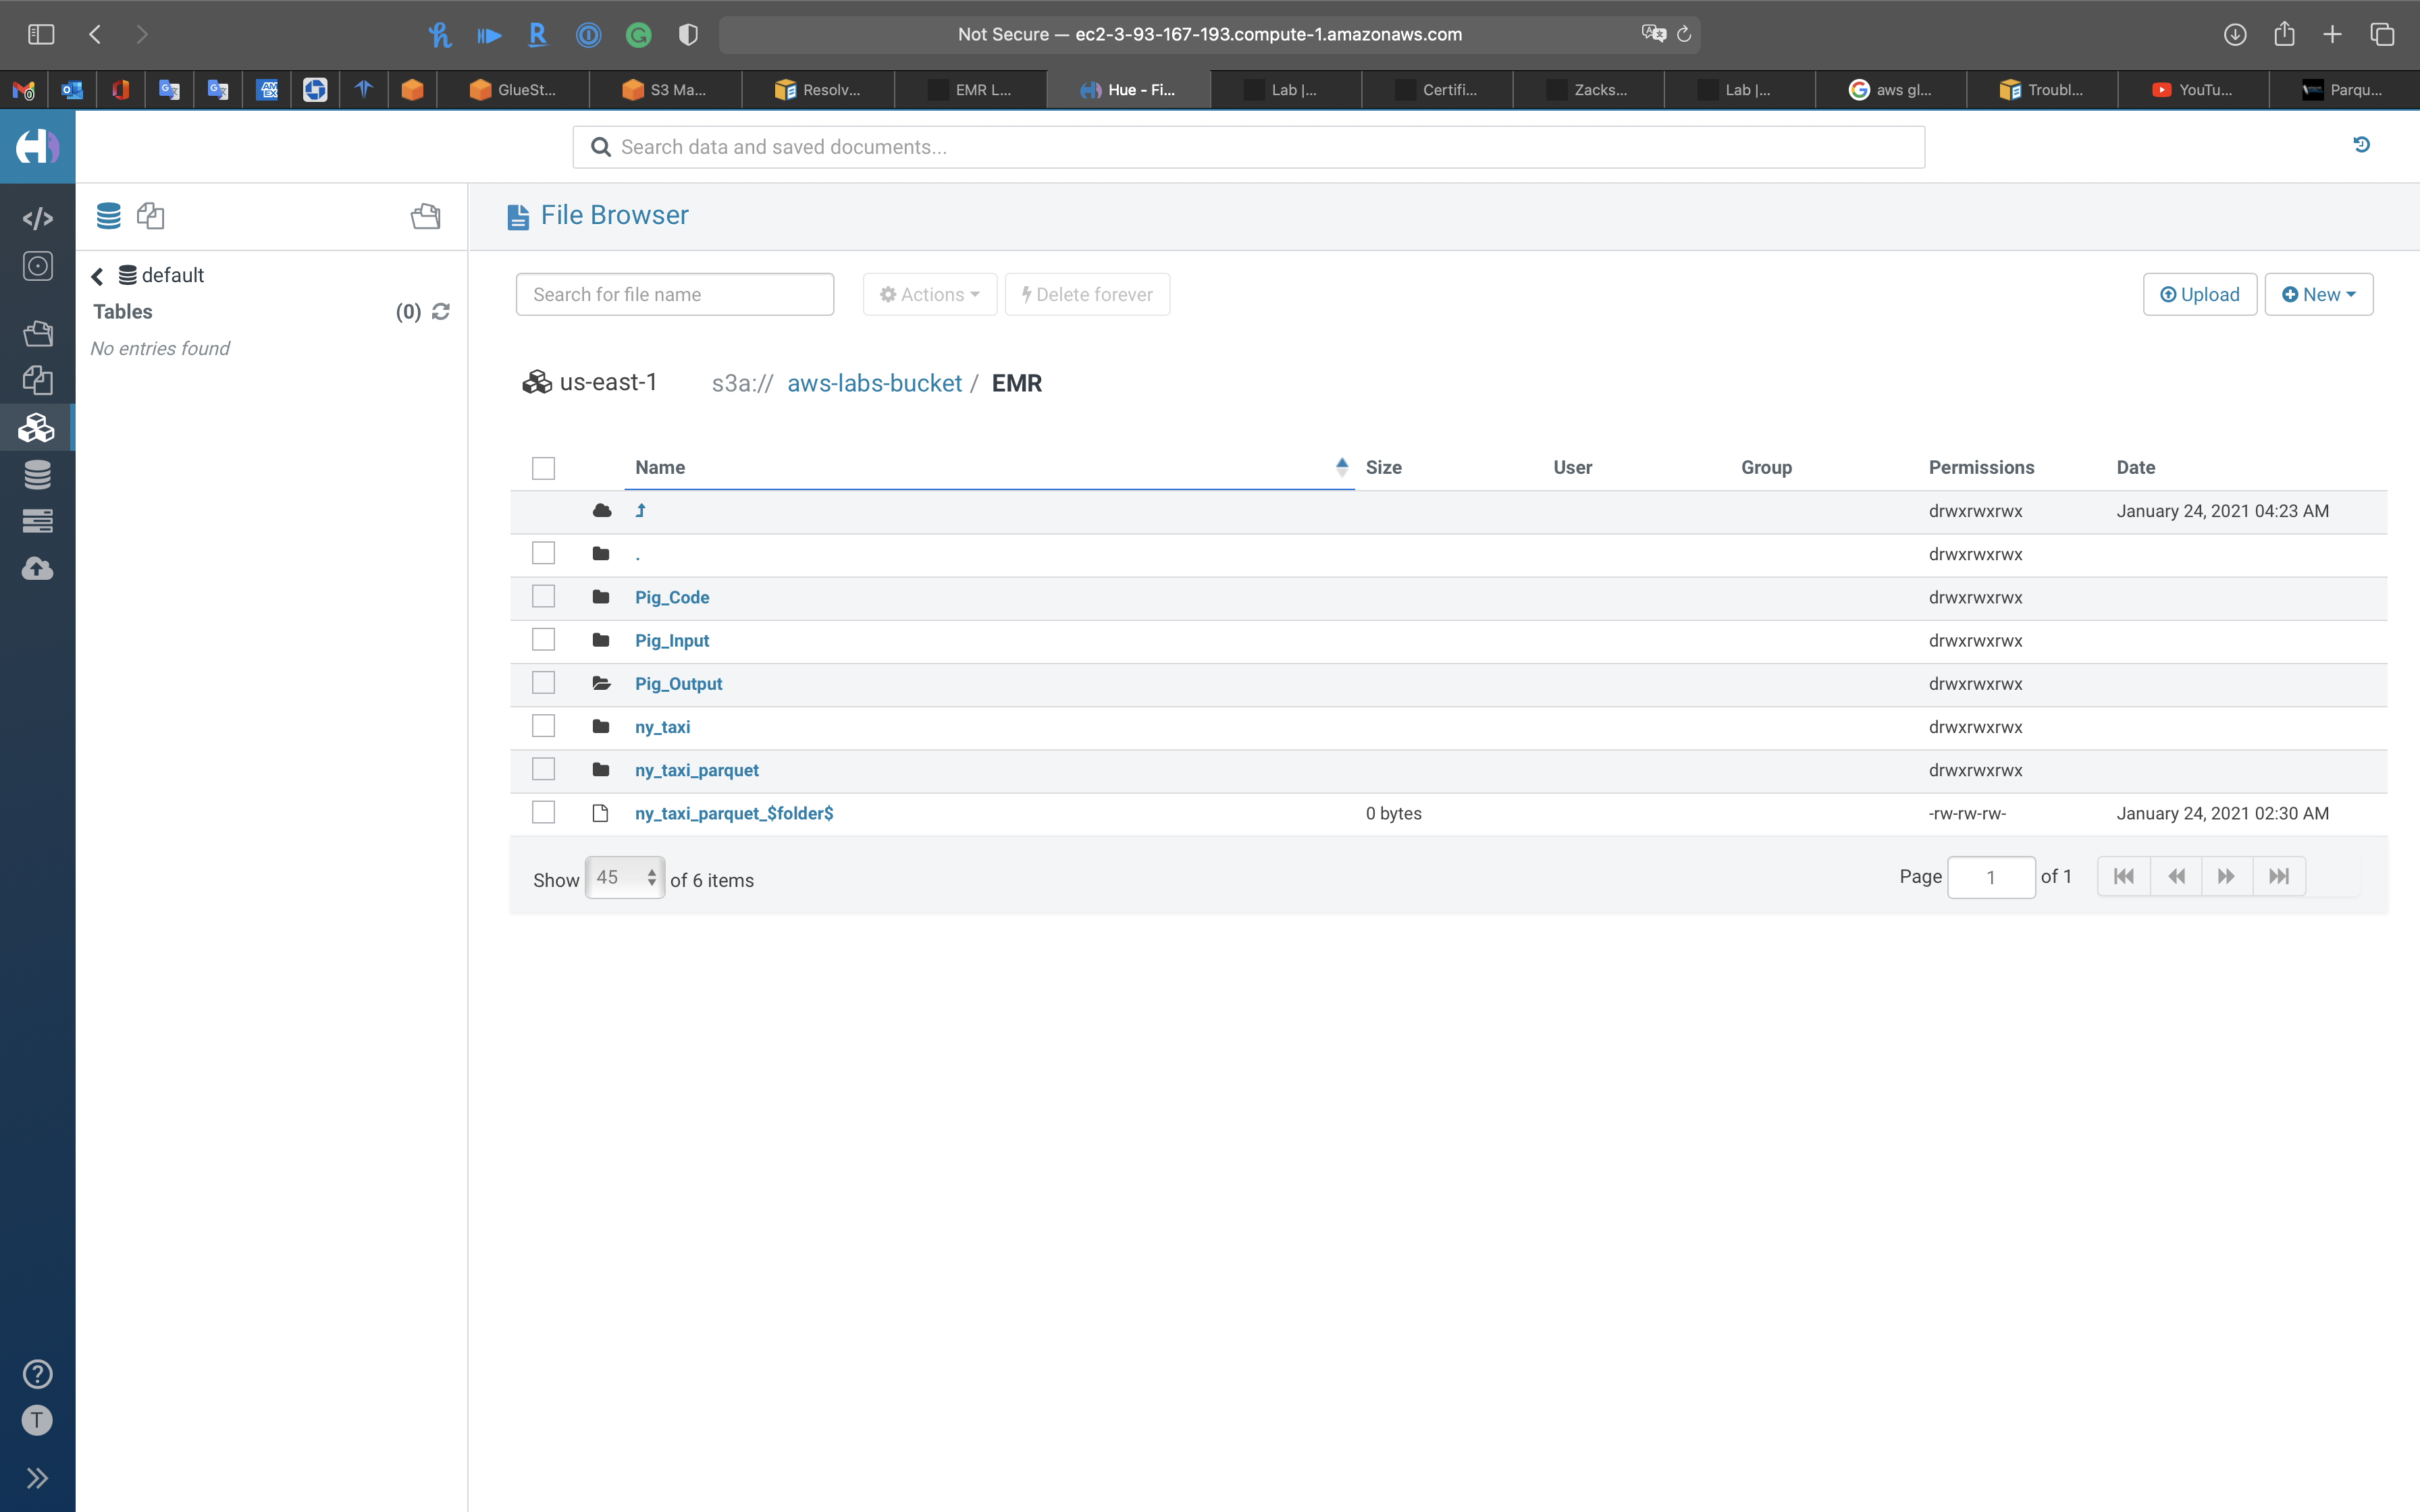 Not Secure — ec2-3-93-167-193.compute-1.amazonaws.com
GlueSt...
S3 Ma...
Resolv...
EMR L...
Hue - Fi...
Lab |...
Certifi...
Zacks...
Lab |...
aws gl...
Troubl...
YouTu...
Parqu...
Search data and saved documents...
File Browser
default
Tables (0)
No entries found
Search for file name
Actions
Delete forever
Upload
New
us-east-1 s3a:// aws-labs-bucket / EMR
Name Size User Group Permissions Date
drwxrwxrwx January 24, 2021 04:23 AM
. drwxrwxrwx
Pig_Code drwxrwxrwx
Pig_Input drwxrwxrwx
Pig_Output drwxrwxrwx
ny_taxi drwxrwxrwx
ny_taxi_parquet drwxrwxrwx
ny_taxi_parquet_$folder$ 0 bytes -rw-rw-rw- January 24, 2021 02:30 AM
Show 45 of 6 items Page 1 of 1
T